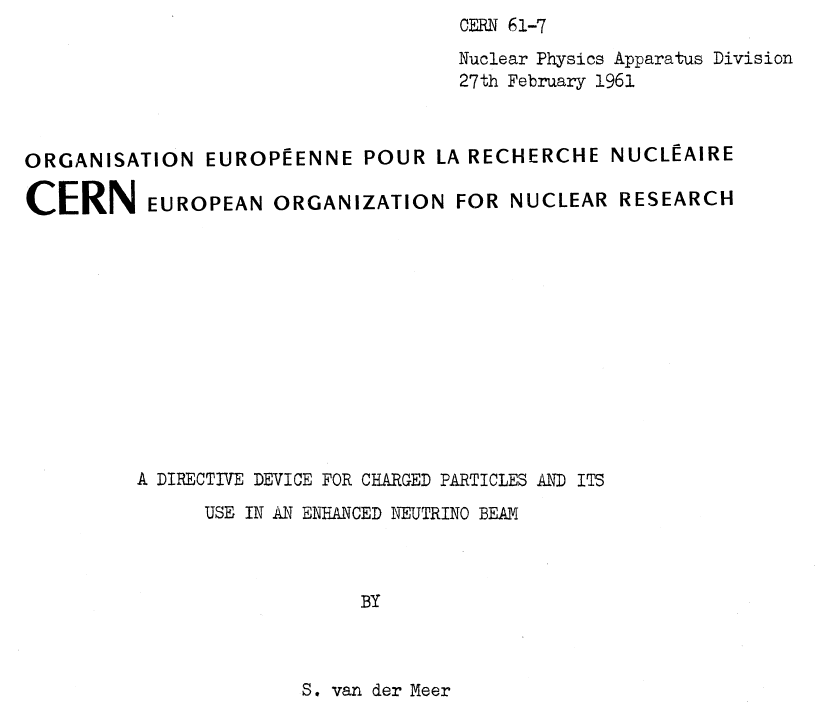 CERN 61-7
Nuclear Physics Apparatus Division
27th February 1961
ORGANISATION EUROPÉENNE POUR LA RECHERCHE NUCLÉAIRE
CERN EUROPEAN ORGANIZATION FOR NUCLEAR RESEARCH
A DIRECTIVE DEVICE FOR CHARGED PARTICLES AND ITS
USE IN AN ENHANCED NEUTRINO BEAM
BY
S. van der Meer